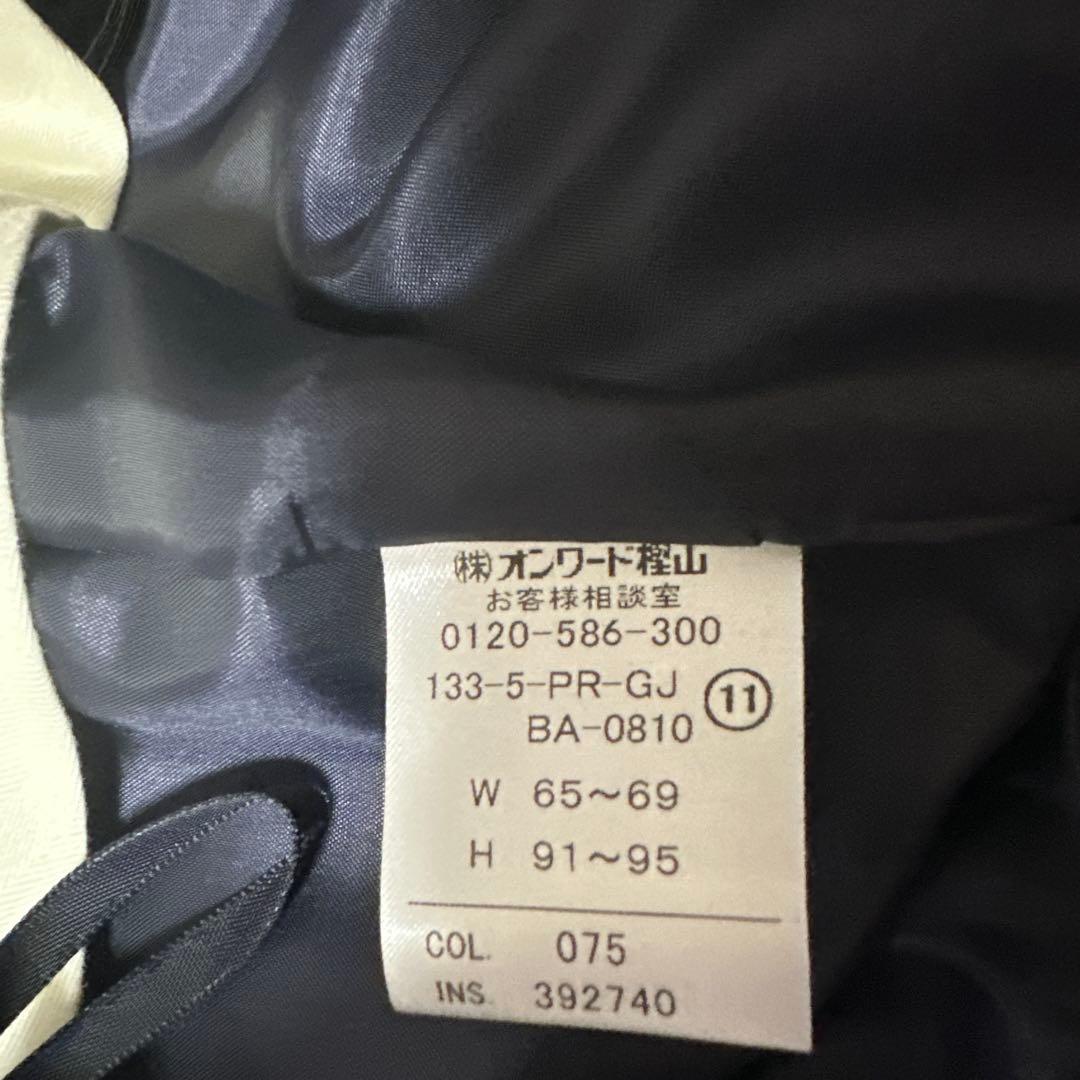 (株)オンワード樫山
お客様相談室
0120-586-300
133-5-PR-GJ
BA-0810
11
W 65～69
H 91～95
COL. 075
INS. 392740